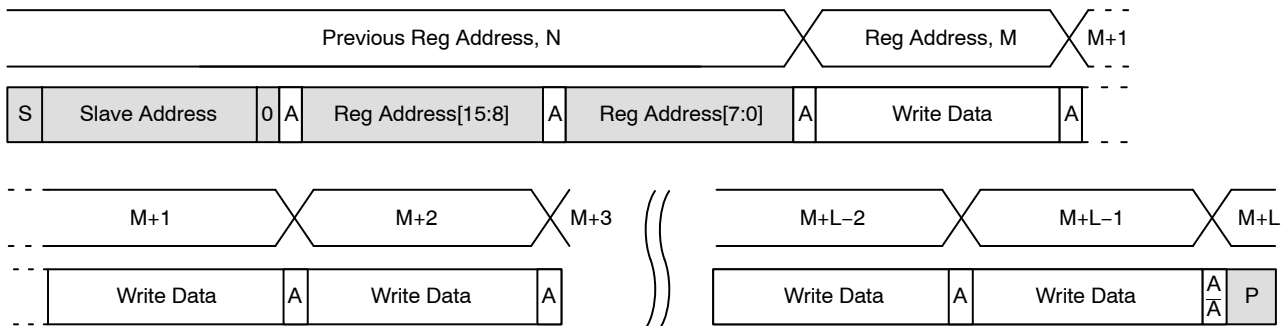 Previous Reg Address, N Reg Address, M M+1
S Slave Address 0 A Reg Address[15:8] A Reg Address[7:0] A Write Data A
M+1 M+2 M+3 M+L−2 M+L−1 M+L
Write Data A Write Data A Write Data A Write Data A P
A̅